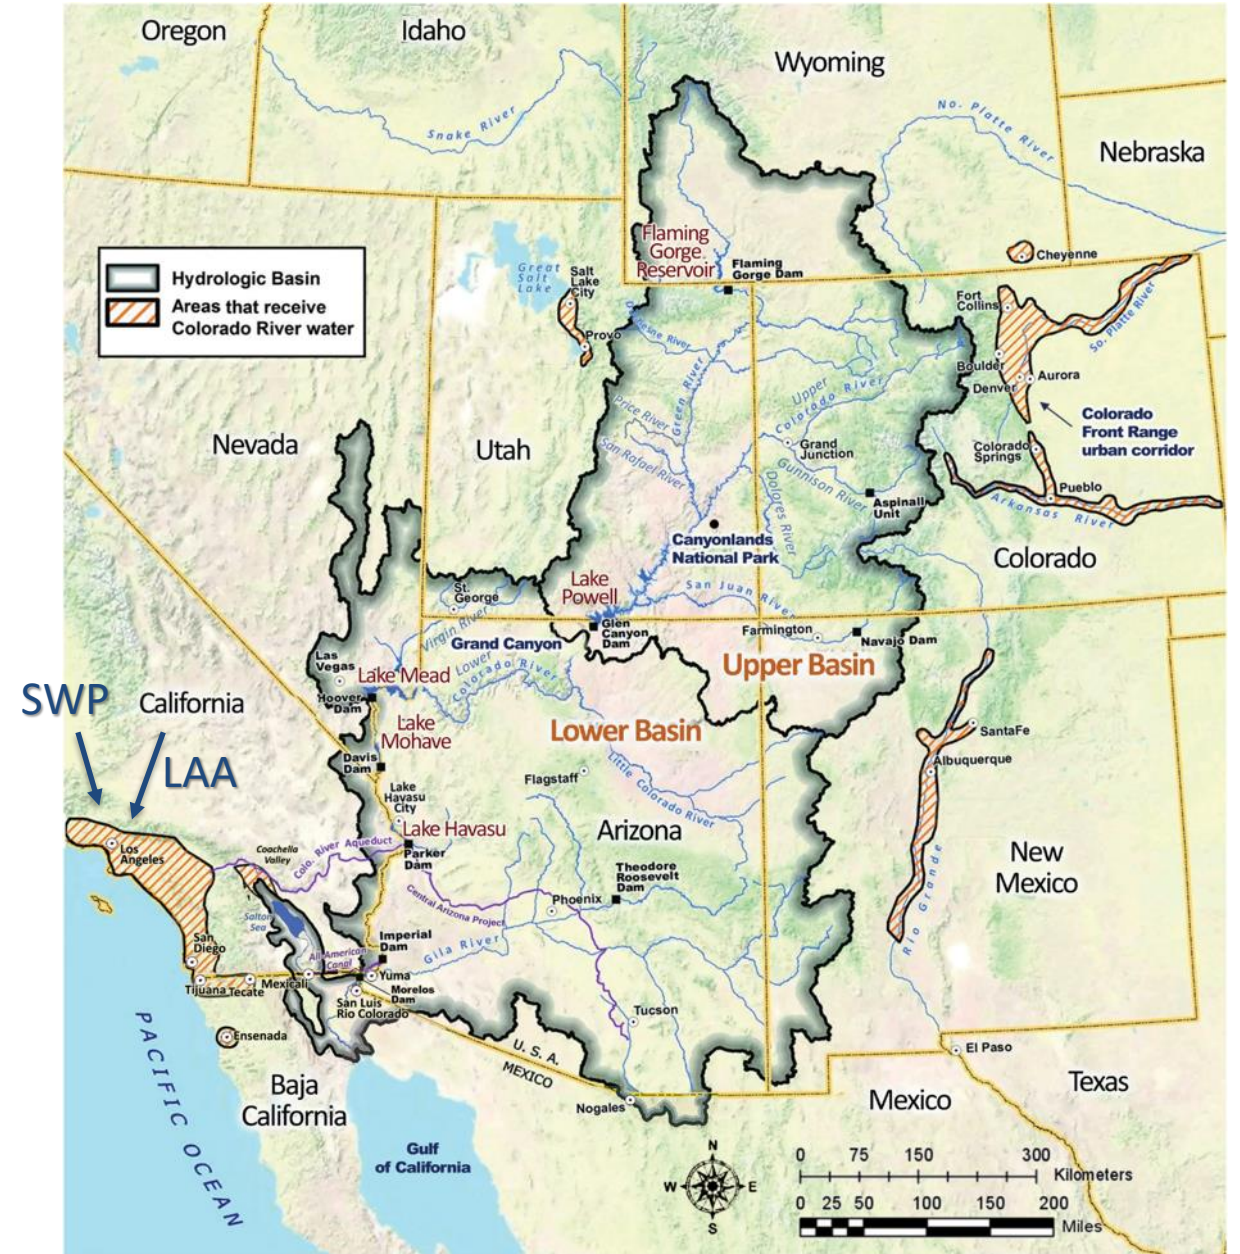 Oregon
Idaho
Wyoming
Snake River
No. Platte River
Nebraska
Flaming
Gorge
Reservoir
Flaming
Gorge Dam
Cheyenne
Hydrologic Basin
Areas that receive
Colorado River water
Great
Salt
Lake
Salt
Lake
City
Provo
Duchesne River
Fort
Collins
So. Platte River
Boulder
Denver
Aurora
Colorado
Front Range
urban corridor
Price River
Green River
Upper
Colorado River
San Rafael River
Grand
Junction
Gunnison River
Dolores River
Aspinall
Unit
Colorado
Springs
Pueblo
Arkansas River
Nevada
Utah
Canyonlands
National Park
Colorado
Lake
Powell
San Juan River
St.
George
Virgin River
Glen
Canyon
Dam
Farmington
Navajo Dam
Grand Canyon
Upper Basin
Las
Vegas
Lake Mead
Lower
Colorado River
Hoover
Dam
SWP
California
LAA
Lake
Mohave
Lower Basin
Davis
Dam
Flagstaff
Little Colorado River
SantaFe
Albuquerque
Lake
Havasu
City
Lake Havasu
Arizona
Los
Angeles
Coachella
Valley
Colo. River Aqueduct
Parker
Dam
Theodore
Roosevelt
Dam
New
Mexico
Central Arizona Project
Phoenix
Salton
Sea
Rio Grande
San
Diego
All American
Canal
Imperial
Dam
Gila River
Tijuana
Tecate
Mexicali
Yuma
Morelos
Dam
San Luis
Rio Colorado
Tucson
Ensenada
U. S. A.
MEXICO
El Paso
PACIFIC OCEAN
Baja
California
Nogales
Mexico
Texas
Gulf
of California
N
W
E
S
0 75 150 300
Kilometers
0 25 50 100 150 200
Miles